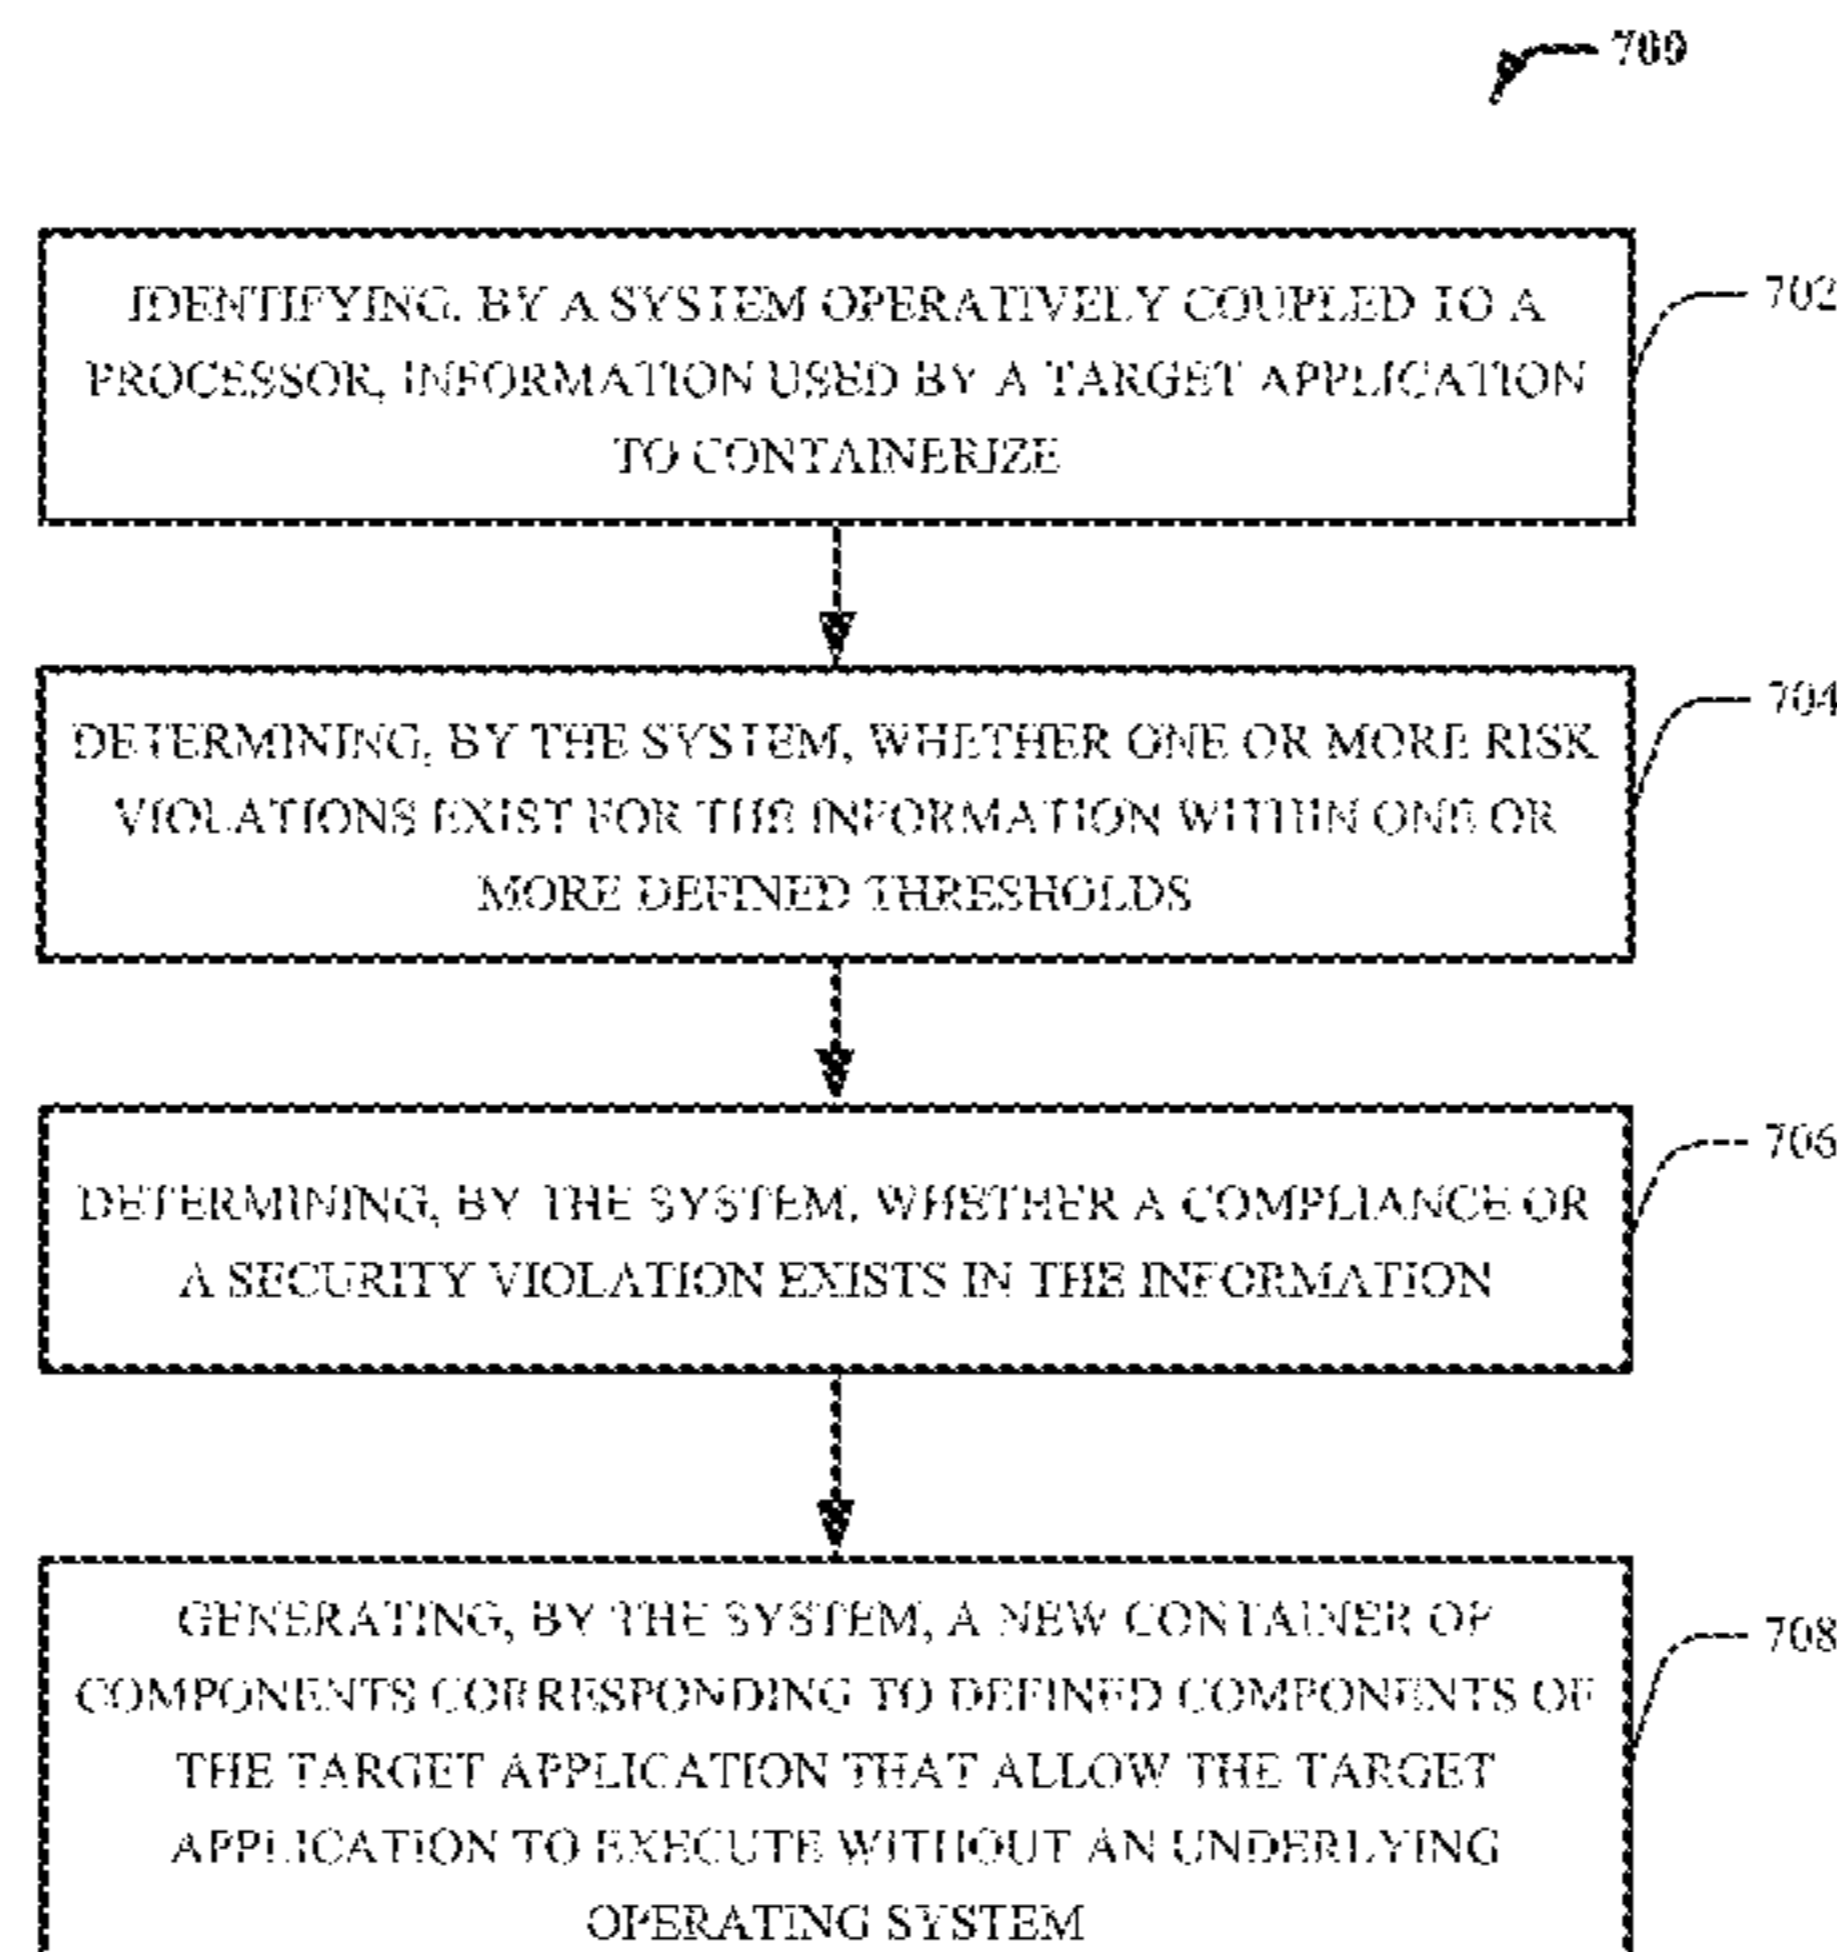 700
IDENTIFYING, BY A SYSTEM OPERATIVELY COUPLED TO A
702
PROCESSOR, INFORMATION USED BY A TARGET APPLICATION
TO CONTAINERIZE
704
DETERMINING, BY THE SYSTEM, WHETHER ONE OR MORE RISK
VIOLATIONS EXIST FOR THE INFORMATION WITHIN ONE OR
MORE DEFINED THRESHOLDS
706
DETERMINING, BY THE SYSTEM, WHETHER A COMPLIANCE OR
A SECURITY VIOLATION EXISTS IN THE INFORMATION
GENERATING, BY THE SYSTEM, A NEW CONTAINER OF
708
COMPONENTS CORRESPONDING TO DEFINED COMPONENTS OF
THE TARGET APPLICATION THAT ALLOW THE TARGET
APPLICATION TO EXECUTE WITHOUT AN UNDERLYING
OPERATING SYSTEM